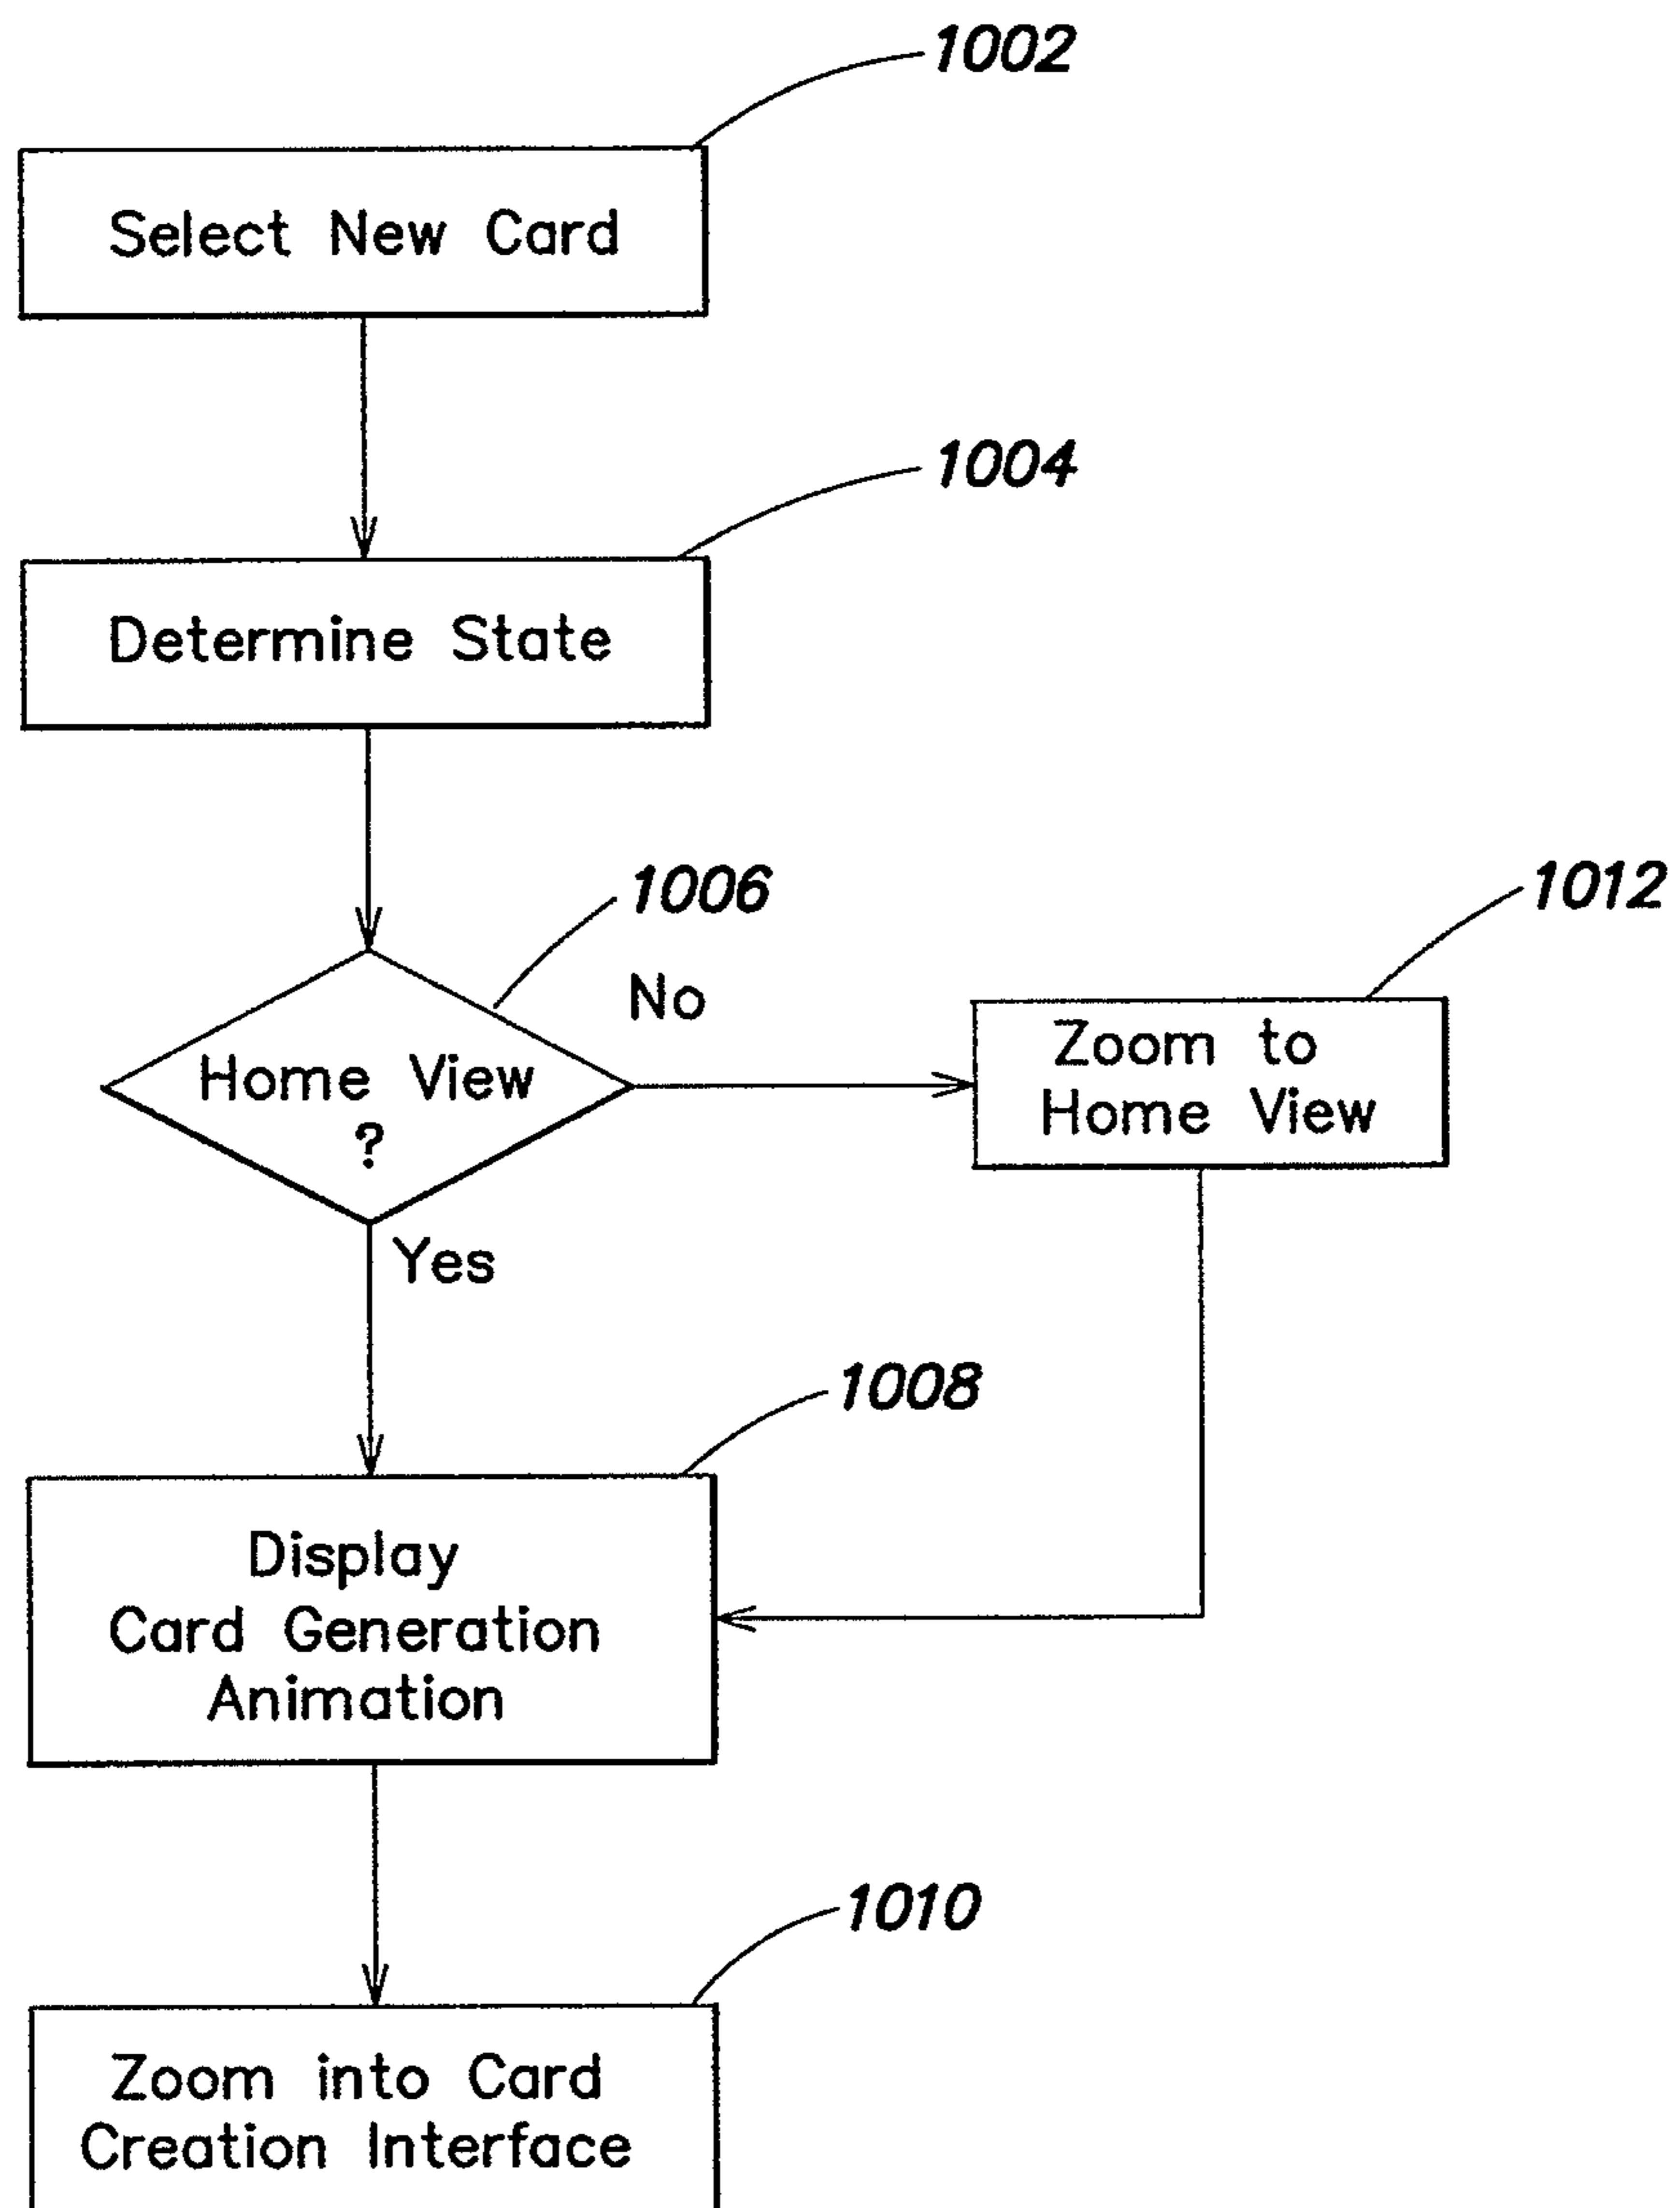 1002
Select New Card
1004
Determine State
1006
Home View
?
No
1012
Zoom to
Home View
Yes
1008
Display
Card Generation
Animation
1010
Zoom into Card
Creation Interface